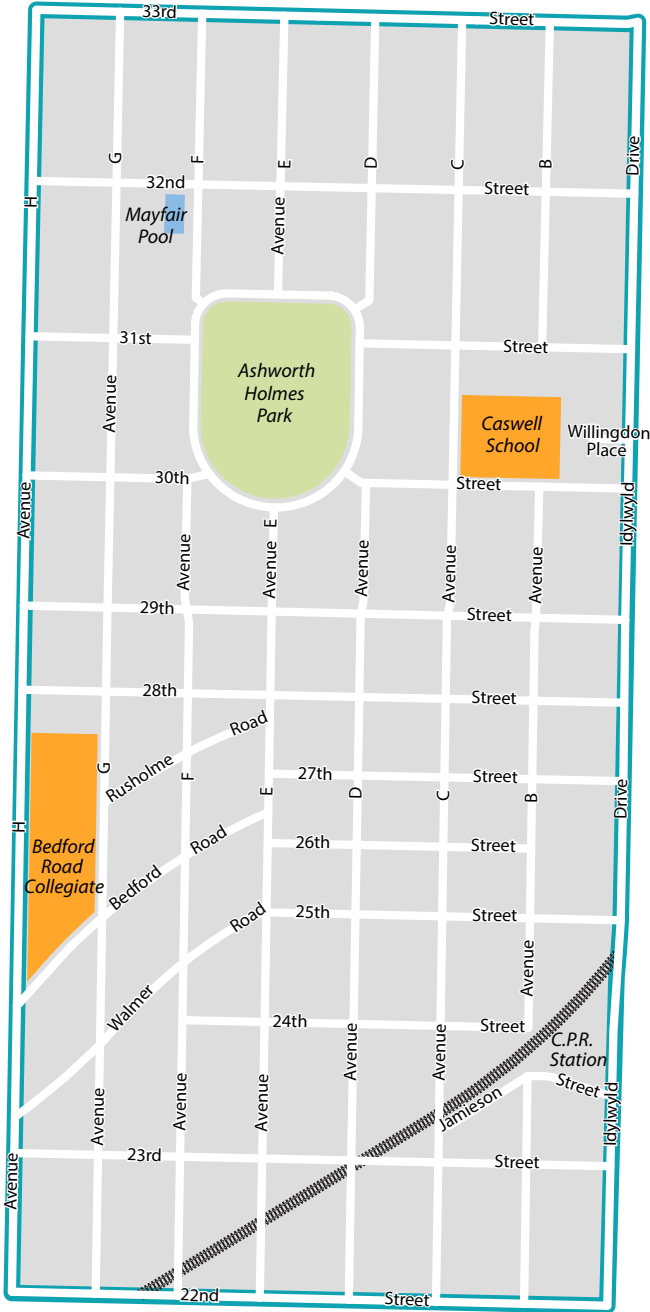 33rd Street
G F E D C B
Drive
32nd Street
H
Mayfair
Pool
Avenue
31st Street
Ashworth
Holmes
Park
Avenue
Caswell
School
Willingdon
Place
30th Street
Avenue
Idylwyld
E
Avenue Avenue Avenue Avenue Avenue
29th Street
28th Street
Rusholme Road
G F E D C B
27th Street
Drive
H
Bedford Road
26th Street
Bedford
Road
Collegiate
Walmer Road
25th Street
Avenue
24th Street
C.P.R.
Station
Avenue Avenue
Jamieson Street
Idylwyld
Avenue Avenue Avenue
23rd Street
Avenue
22nd Street